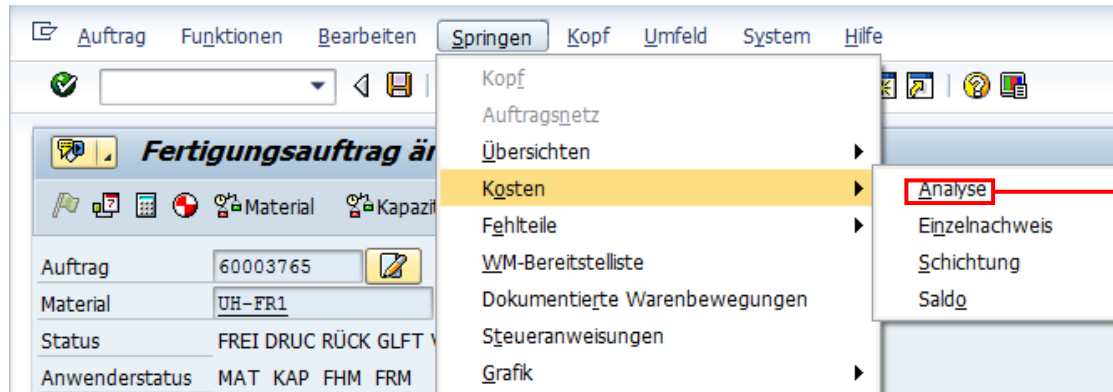 Auftrag Funktionen Bearbeiten Springen Kopf Umfeld System Hilfe
Kopf
Auftragsnetz
Fertigungsauftrag än
Übersichten
Kosten
Analyse
Material
Fehlteile
Einzelnachweis
Auftrag 60003765
WM-Bereitstelliste
Schichtung
Material UH-FR1
Dokumentierte Warenbewegungen
Saldo
Status FREI DRUC RÜCK GLFT
Steueranweisungen
Anwenderstatus MAT KAP FHM FRM
Grafik